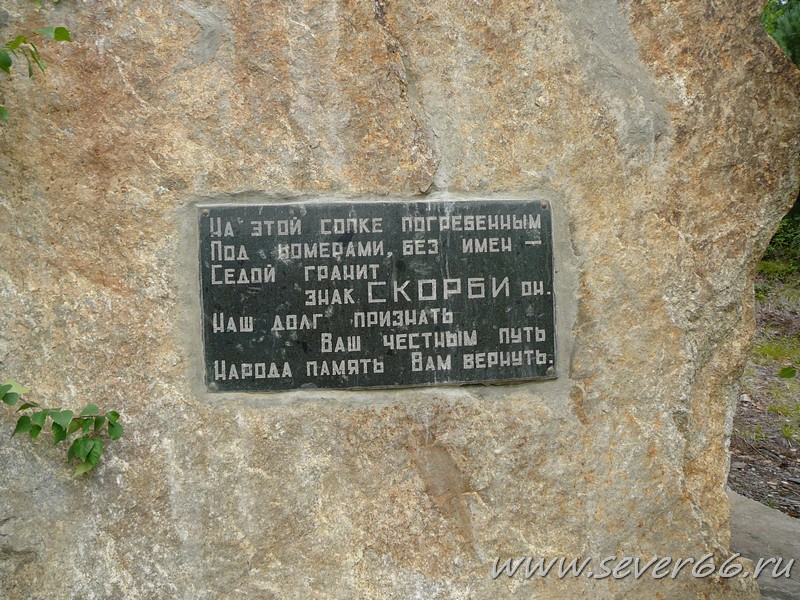 На этой сопке погребенным
Под номерами, без имен —
Седой гранит
знак СКОРБИ он.
Наш долг признать
Ваш честным путь
Народа память Вам вернуть.
www.sever66.ru